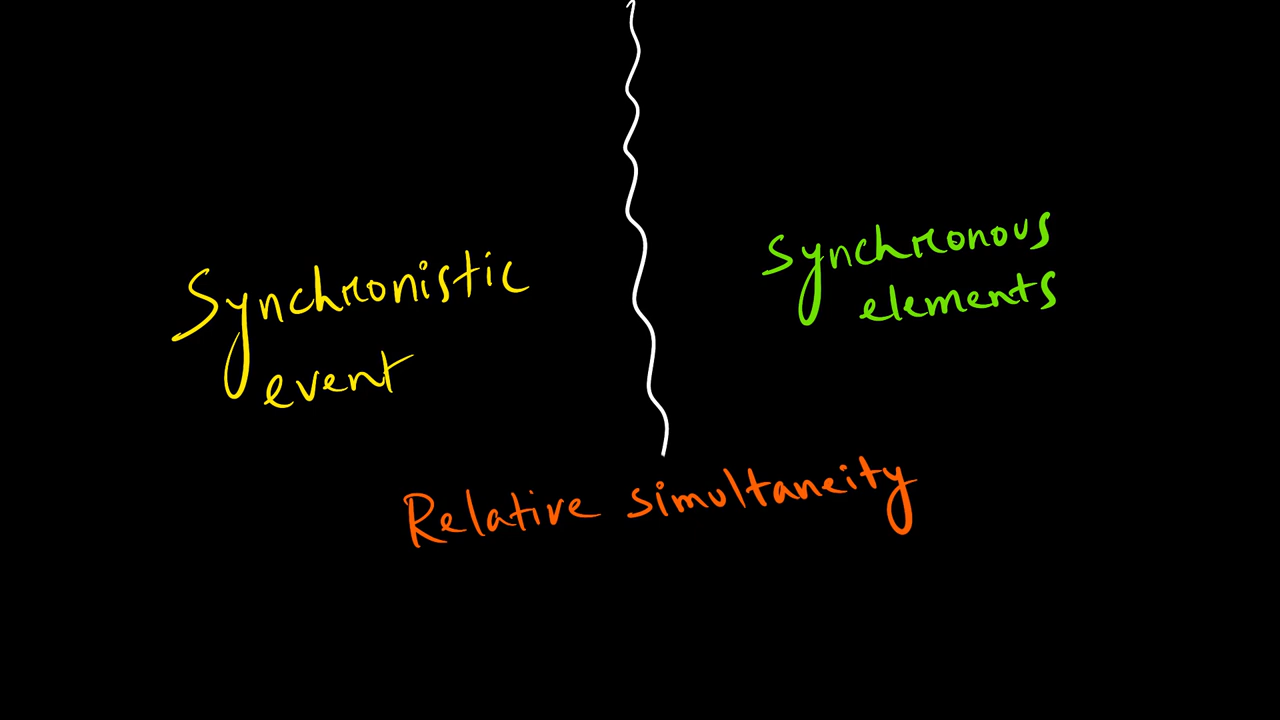 Synchronistic
event
Synchronous
elements
Relative simultaneity